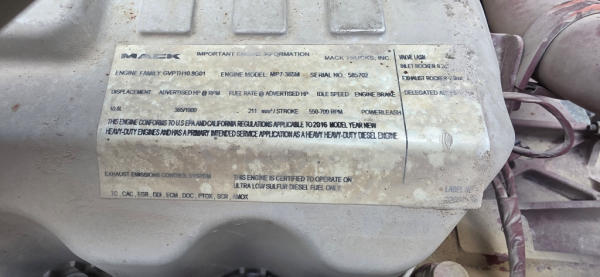 MACK IMPORTANT ENGINE INFORMATION MACK TRUCKS, INC.
VALVE LASH
ENGINE FAMILY: GVPTH10.8G01 ENGINE MODEL: MP7-365M SERIAL NO.: 585702
INLET ROCKER
EXHAUST ROCKER
DISPLACEMENT ADVERTISED HP @ RPM FUEL RATE @ ADVERTISED HP IDLE SPEED ENGINE BRAKE
DELEGATED
10.8L 365/1900 211 mm³/STROKE 550-700 RPM POWERLEASH
THIS ENGINE CONFORMS TO U.S EPA AND CALIFORNIA REGULATIONS APPLICABLE TO 2016 MODEL YEAR NEW
HEAVY-DUTY ENGINES AND HAS A PRIMARY INTENDED SERVICE APPLICATION AS A HEAVY HEAVY-DUTY DIESEL ENGINE
EXHAUST EMISSIONS CONTROL SYSTEM
THIS ENGINE IS CERTIFIED TO OPERATE ON
ULTRA LOW SULFUR DIESEL FUEL ONLY
LABEL
TC, CAC, EGR, DDI, ECM, DOC, PTOX, SCR, AMOX